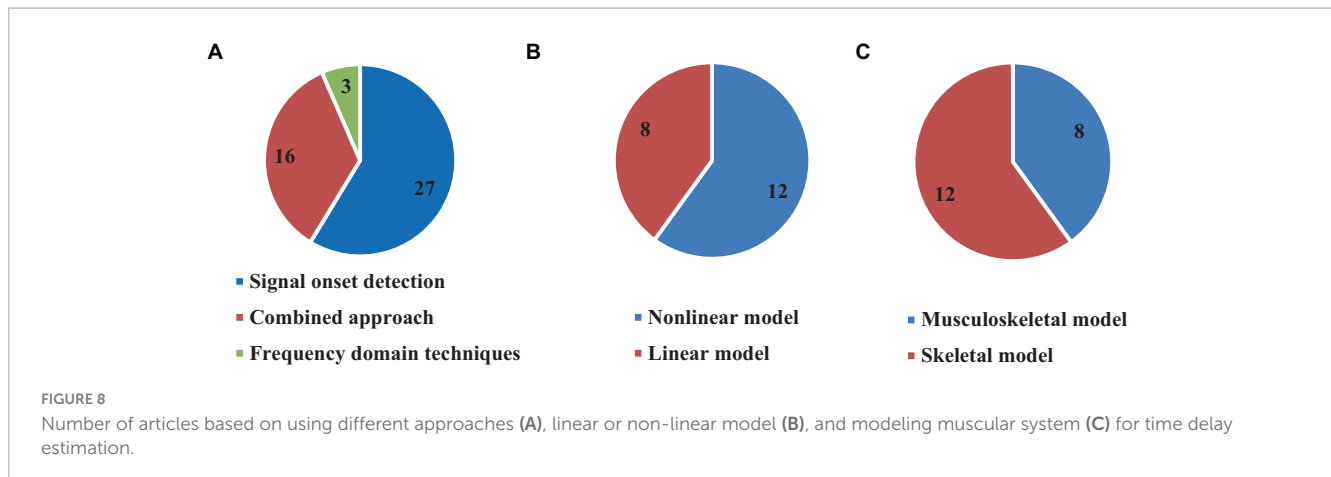 A
B
C
3
16
27
8
12
8
12
Signal onset detection
Combined approach
Frequency domain techniques
Nonlinear model
Linear model
Musculoskeletal model
Skeletal model
FIGURE 8
Number of articles based on using different approaches (A), linear or non-linear model (B), and modeling muscular system (C) for time delay
estimation.